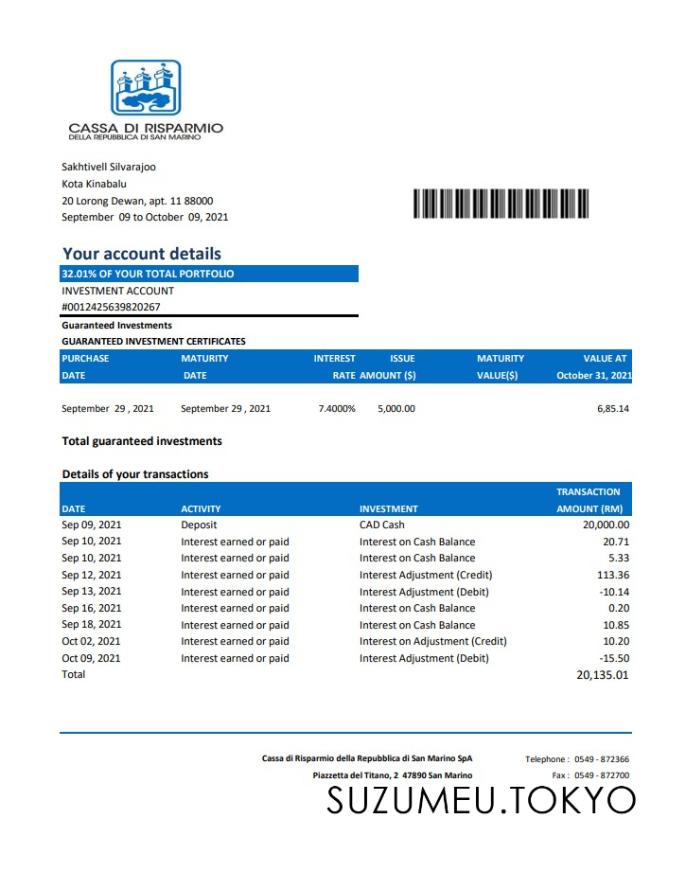 CASSA DI RISPARMIO
DELLA REPUBBLICA DI SAN MARINO
Sakhtivell Silvarajoo
Kota Kinabalu
20 Lorong Dewan, apt. 11 88000
September 09 to October 09, 2021
Your account details
32.01% OF YOUR TOTAL PORTFOLIO
INVESTMENT ACCOUNT
#0012425639820267
Guaranteed Investments
GUARANTEED INVESTMENT CERTIFICATES
PURCHASE MATURITY INTEREST ISSUE MATURITY VALUE AT
DATE DATE RATE AMOUNT ($) VALUE($) October 31, 2021
September 29 , 2021 September 29 , 2021 7.4000% 5,000.00 6,85.14
Total guaranteed investments
Details of your transactions
TRANSACTION
DATE ACTIVITY INVESTMENT AMOUNT (RM)
Sep 09, 2021 Deposit CAD Cash 20,000.00
Sep 10, 2021 Interest earned or paid Interest on Cash Balance 20.71
Sep 10, 2021 Interest earned or paid Interest on Cash Balance 5.33
Sep 12, 2021 Interest earned or paid Interest Adjustment (Credit) 113.36
Sep 13, 2021 Interest earned or paid Interest Adjustment (Debit) -10.14
Sep 16, 2021 Interest earned or paid Interest on Cash Balance 0.20
Sep 18, 2021 Interest earned or paid Interest on Cash Balance 10.85
Oct 02, 2021 Interest earned or paid Interest on Adjustment (Credit) 10.20
Oct 09, 2021 Interest earned or paid Interest Adjustment (Debit) -15.50
Total 20,135.01
Cassa di Risparmio della Repubblica di San Marino SpA Telephone : 0549 - 872366
Piazzetta del Titano, 2 47890 San Marino Fax : 0549 - 872700
SUZUMEU.TOKYO